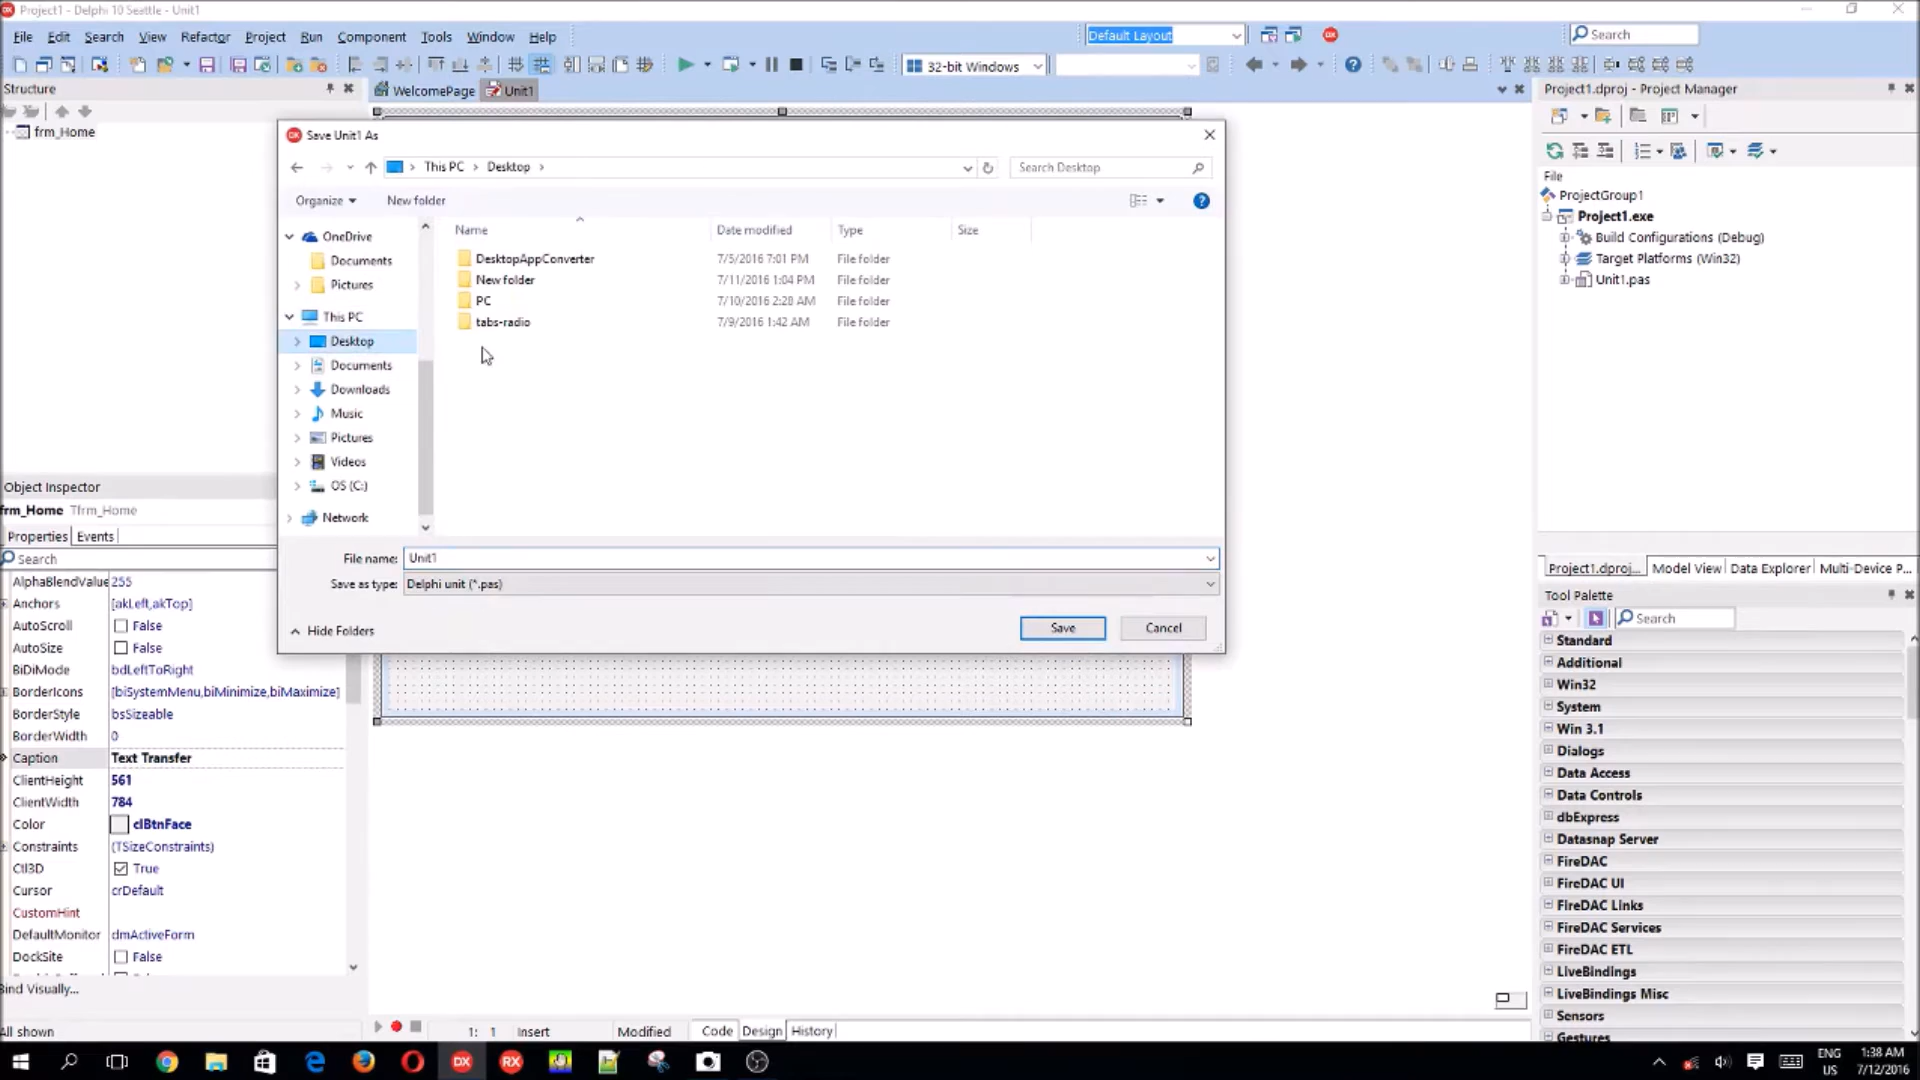 Project1 - Delphi 10 Seattle - Unit1
File Edit Search View Refactor Project Run Component Tools Window Help
Default Layout
Search
32-bit Windows
Structure
WelcomePage Unit1
Project1.dproj - Project Manager
frm_Home
Save Unit1 As
This PC Desktop
Search Desktop
Organize New folder
Name Date modified Type Size
OneDrive
Documents
Pictures
This PC
Desktop
Documents
Downloads
Music
Pictures
Videos
OS (C:)
Network
DesktopAppConverter 7/5/2016 7:01 PM File folder
New folder 7/11/2016 1:04 PM File folder
PC 7/10/2016 2:28 AM File folder
tabs-radio 7/9/2016 1:42 AM File folder
File name: Unit1
Save as type: Delphi unit (*.pas)
Hide Folders
Save Cancel
File
ProjectGroup1
Project1.exe
Build Configurations (Debug)
Target Platforms (Win32)
Unit1.pas
Object Inspector
frm_Home Tfrm_Home
Properties Events
Search
AlphaBlendValue 255
Anchors [akLeft,akTop]
AutoScroll False
AutoSize False
BiDiMode bdLeftToRight
BorderIcons [biSystemMenu,biMinimize,biMaximize]
BorderStyle bsSizeable
BorderWidth 0
Caption Text Transfer
ClientHeight 561
ClientWidth 784
Color clBtnFace
Constraints (TSizeConstraints)
Ctl3D True
Cursor crDefault
CustomHint
DefaultMonitor dmActiveForm
DockSite False
Bind Visually...
All shown
1: 1 Insert Modified Code Design History
Project1.dproj... Model View Data Explorer Multi-Device P...
Tool Palette
Search
Standard
Additional
Win32
System
Win 3.1
Dialogs
Data Access
Data Controls
dbExpress
Datasnap Server
FireDAC
FireDAC UI
FireDAC Links
FireDAC Services
FireDAC ETL
LiveBindings
LiveBindings Misc
Sensors
Gestures
DX RX
ENG
US
1:38 AM
7/12/2016